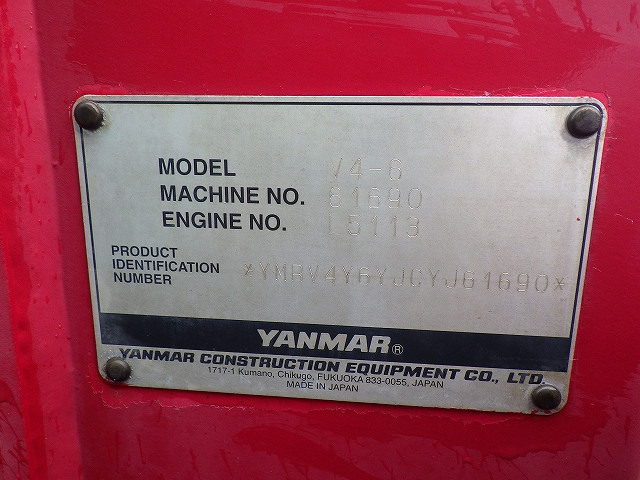 MODEL V4-6
MACHINE NO. 61690
ENGINE NO. L5113
PRODUCT IDENTIFICATION NUMBER *YMRV4Y6YJCYJ61690*
YANMAR®
YANMAR CONSTRUCTION EQUIPMENT CO., LTD.
1717-1 Kumano, Chikugo, FUKUOKA 833-0055, JAPAN
MADE IN JAPAN